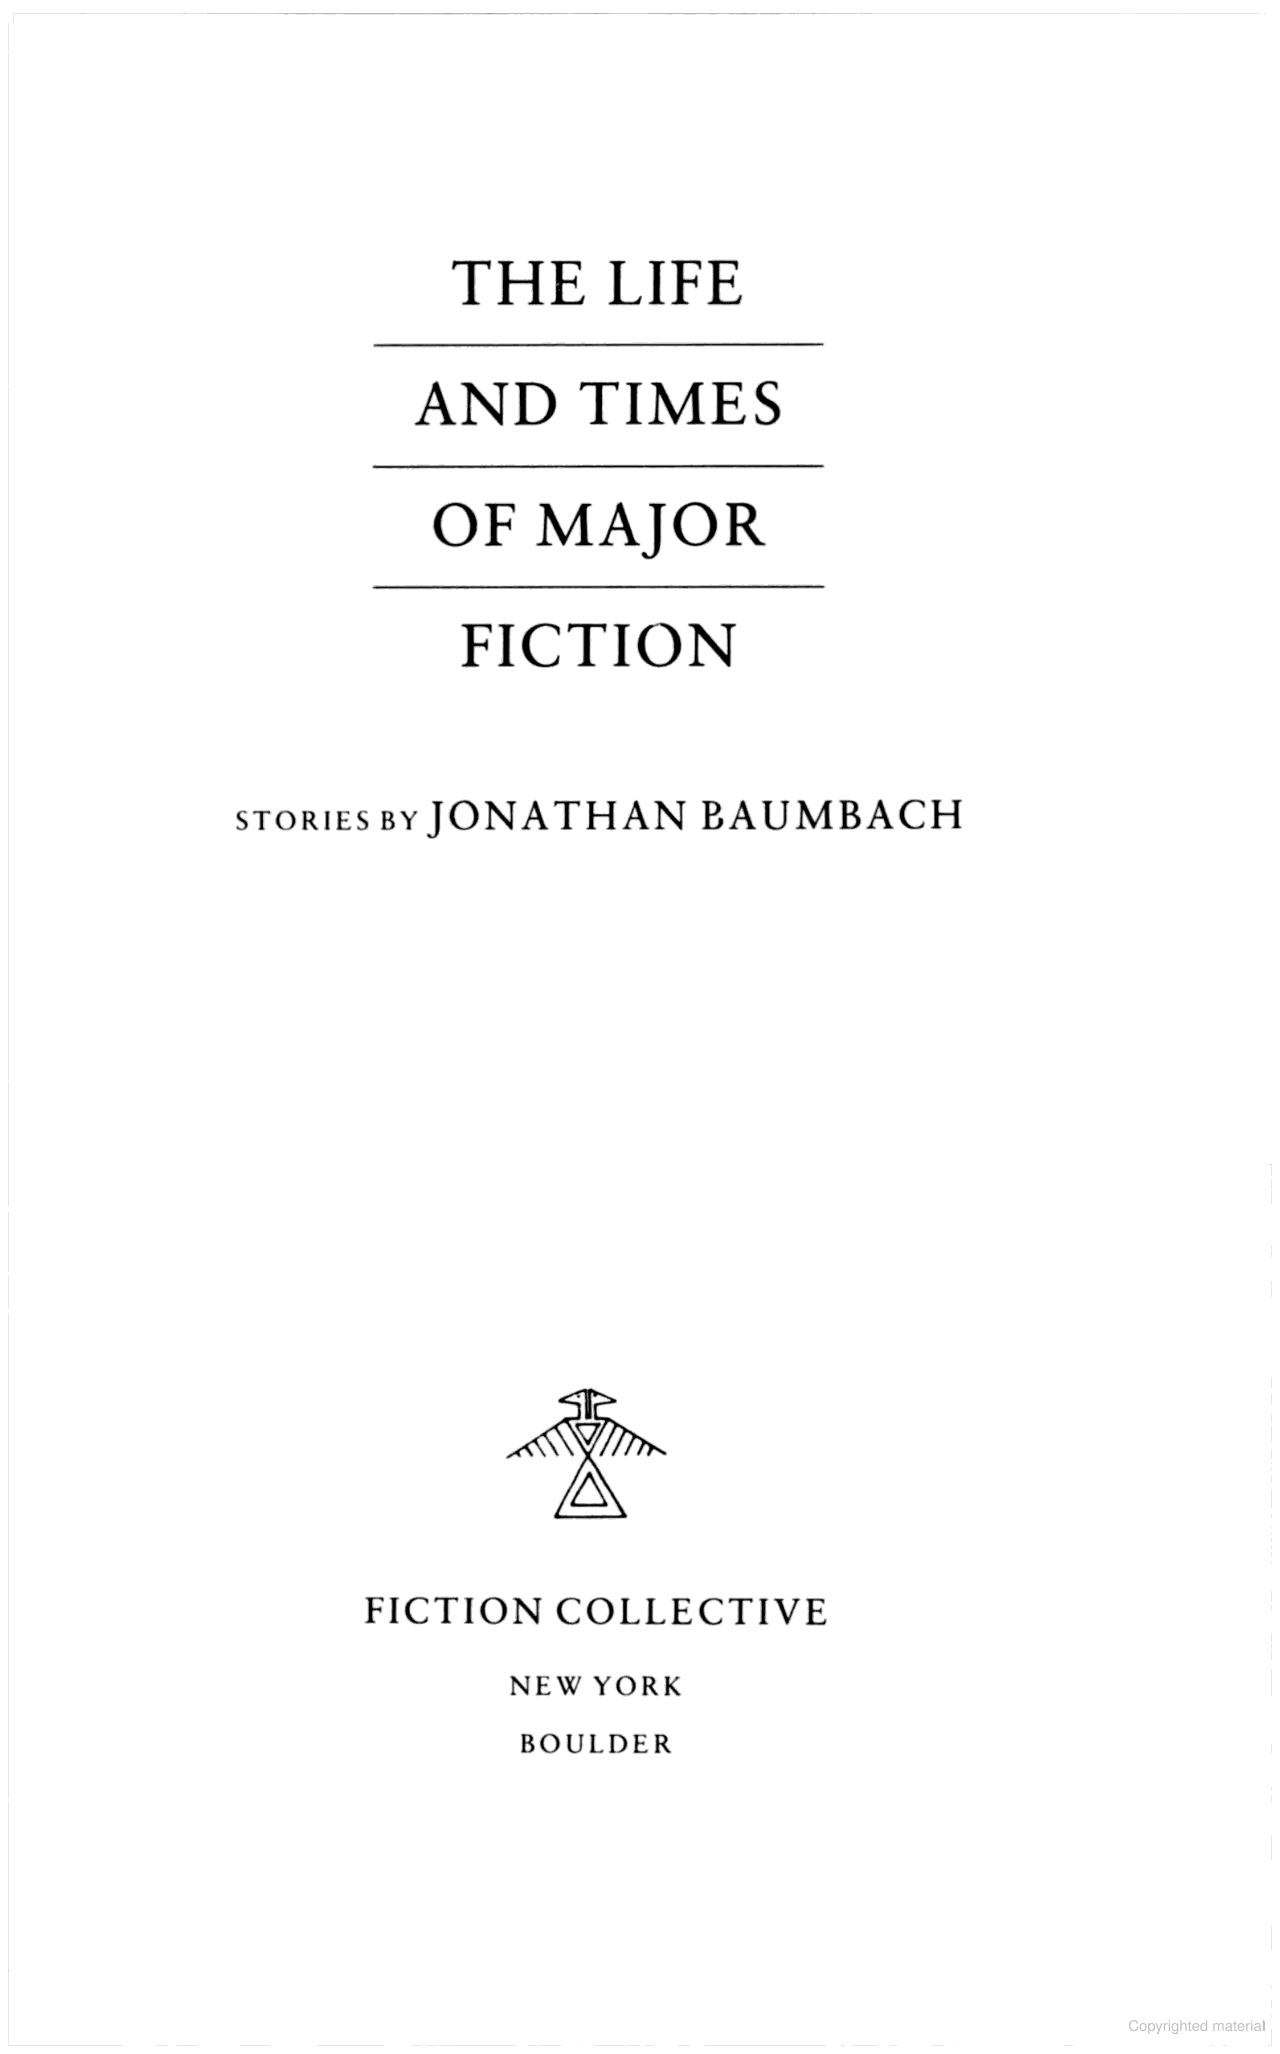 THE LIFE
AND TIMES
OF MAJOR
FICTION
STORIES BY JONATHAN BAUMBACH
FICTION COLLECTIVE
NEW YORK
BOULDER
Copyrighted material